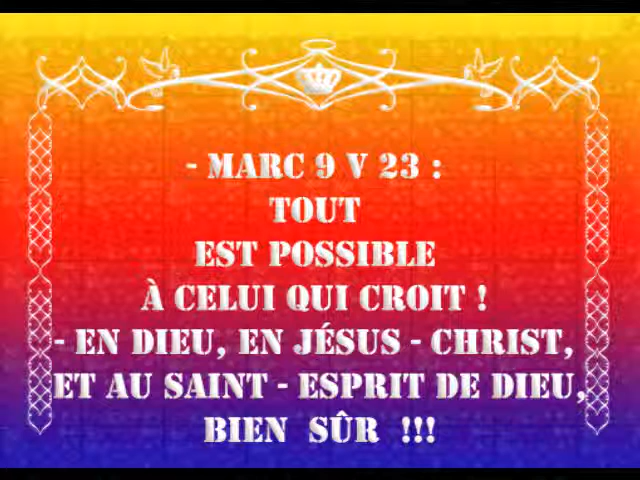 - MARC 9 V 23 :
TOUT
EST POSSIBLE
À CELUI QUI CROIT !
- EN DIEU, EN JÉSUS - CHRIST,
ET AU SAINT - ESPRIT DE DIEU,
BIEN SÛR !!!